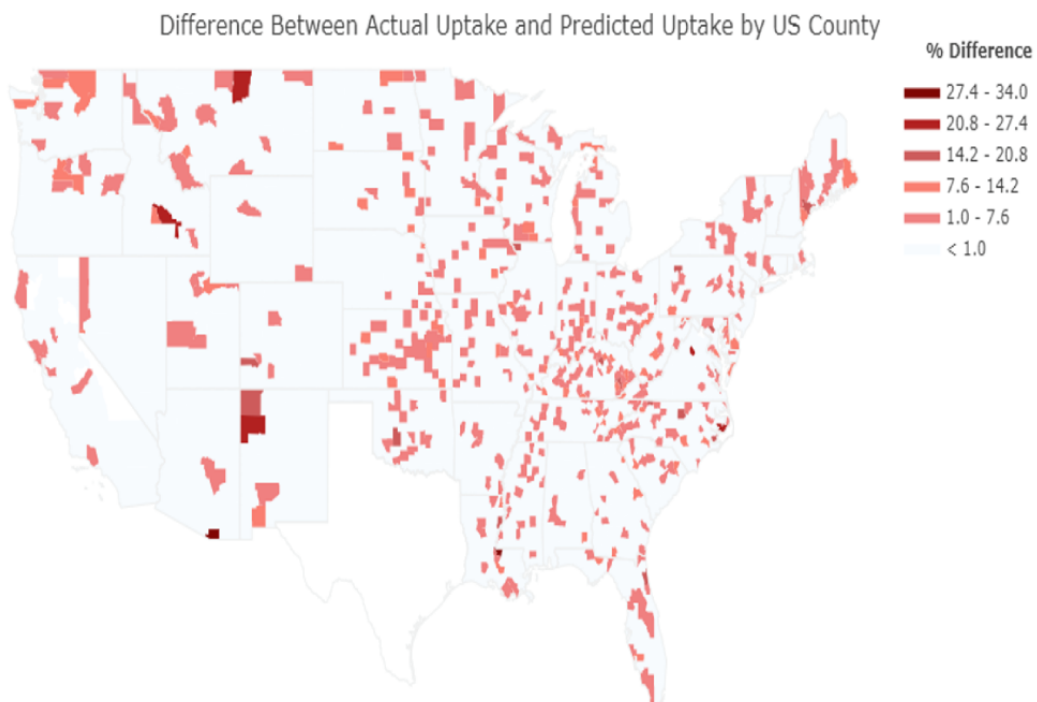 Difference Between Actual Uptake and Predicted Uptake by US County
% Difference
27.4 - 34.0
20.8 - 27.4
14.2 - 20.8
7.6 - 14.2
1.0 - 7.6
< 1.0